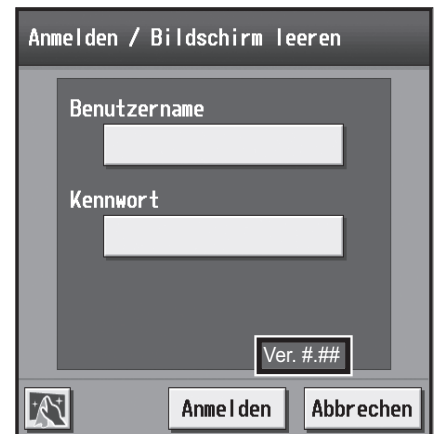 Anmelden / Bildschirm leeren
Benutzername
Kennwort
Ver. #.##
Anmelden Abbrechen